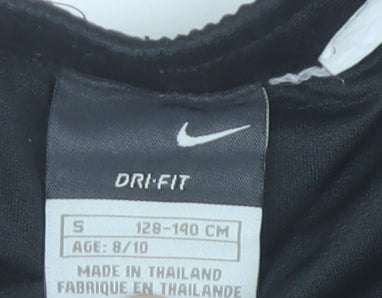 DRI-FIT
S 128-140 CM
AGE: 8/10
MADE IN THAILAND
FABRIQUE EN THAILANDE